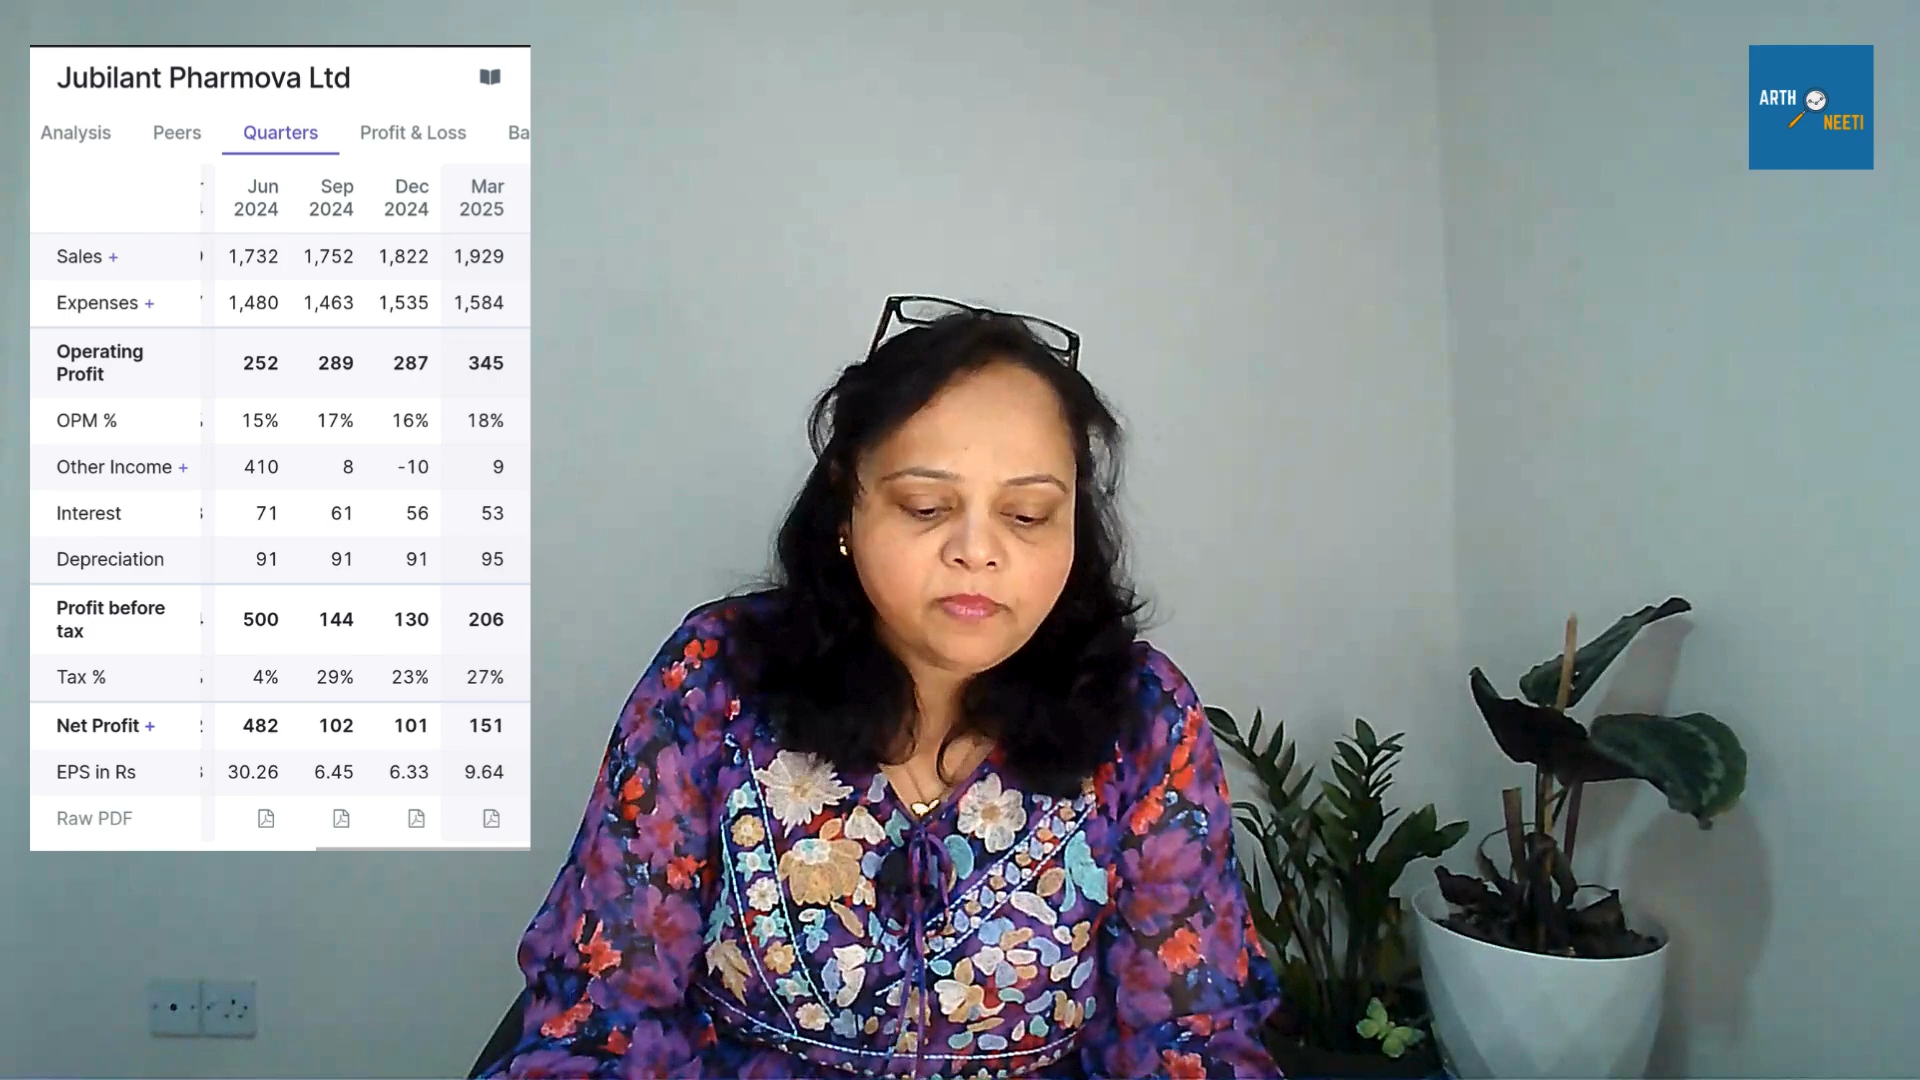 Jubilant Pharmova Ltd
Analysis Peers Quarters Profit & Loss Ba
Jun 2024 Sep 2024 Dec 2024 Mar 2025
Sales + 1,732 1,752 1,822 1,929
Expenses + 1,480 1,463 1,535 1,584
Operating Profit 252 289 287 345
OPM % 15% 17% 16% 18%
Other Income + 410 8 -10 9
Interest 71 61 56 53
Depreciation 91 91 91 95
Profit before tax 500 144 130 206
Tax % 4% 29% 23% 27%
Net Profit + 482 102 101 151
EPS in Rs 30.26 6.45 6.33 9.64
Raw PDF
ARTH
NEETI